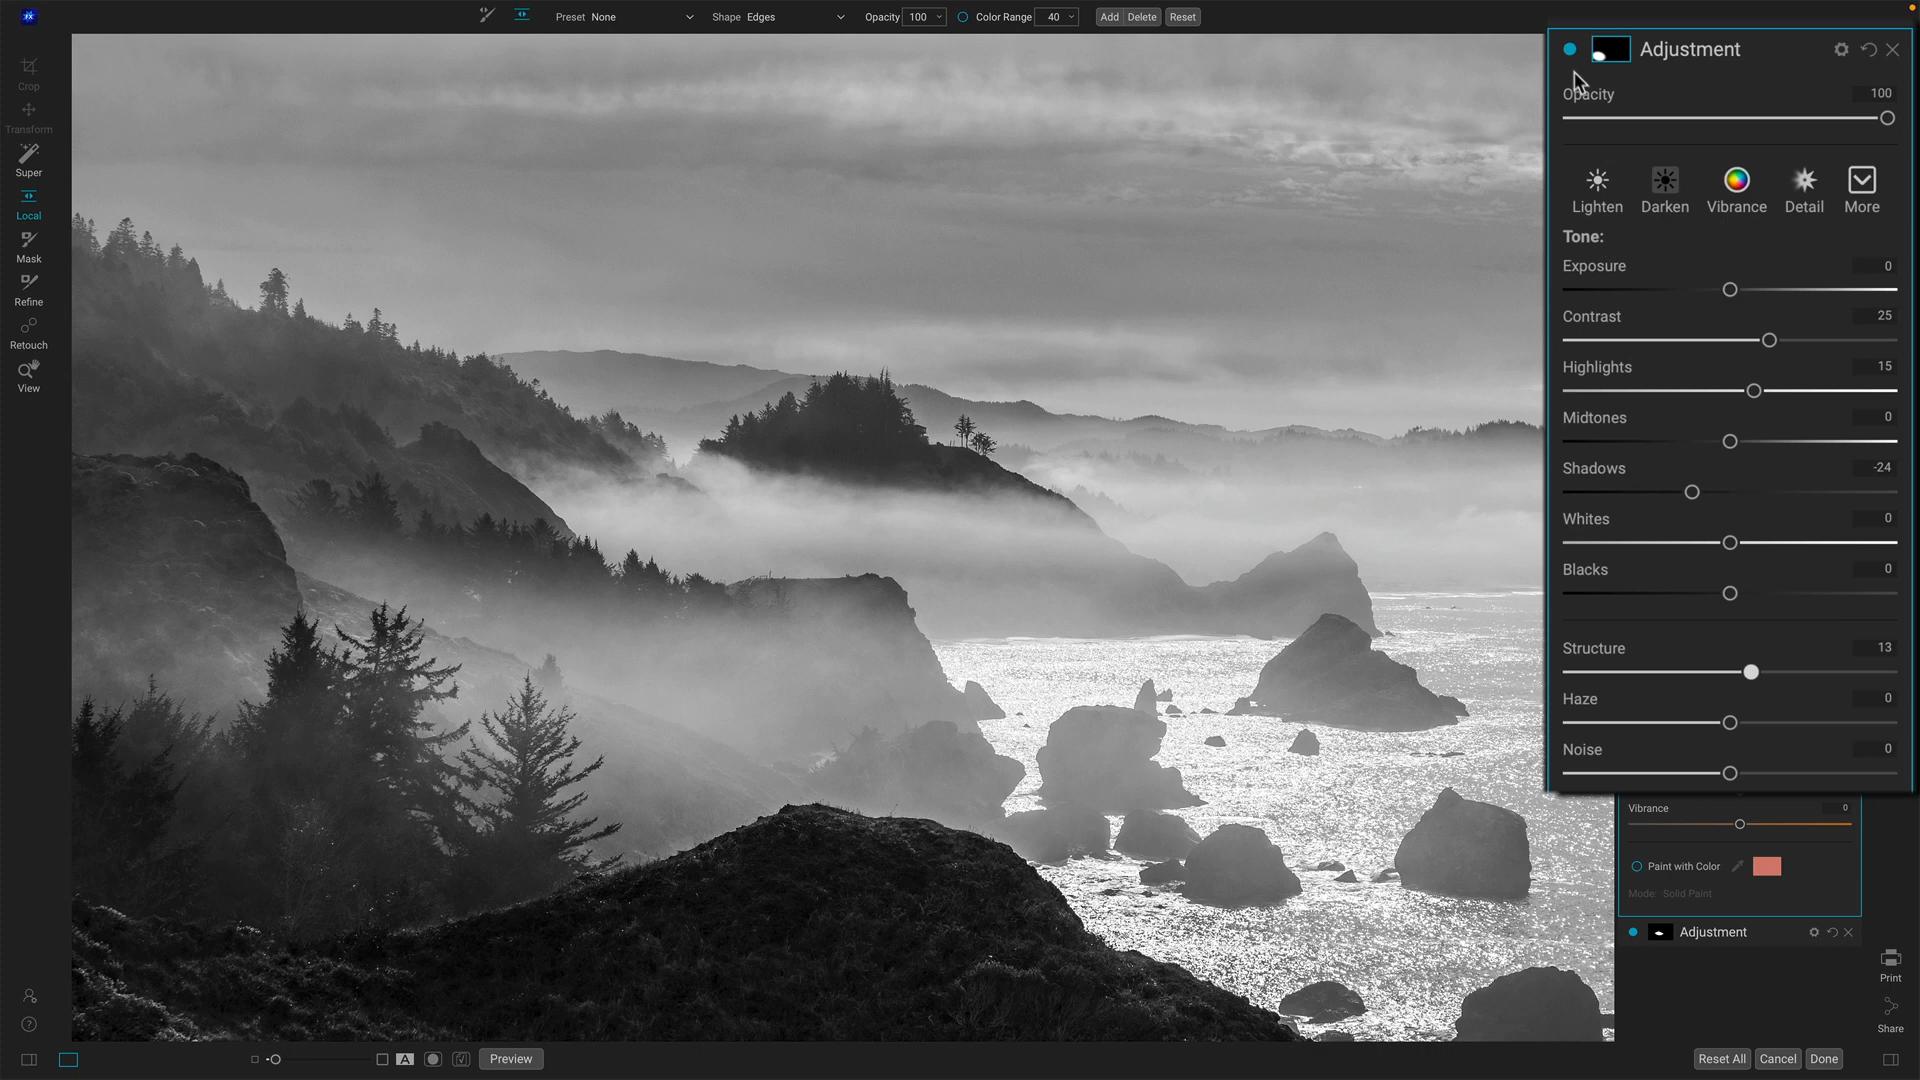 Preset None Shape Edges Opacity 100 Color Range 40 Add Delete Reset
Crop
Transform
Super
Local
Mask
Refine
Retouch
View
Adjustment
Opacity 100
Lighten Darken Vibrance Detail More
Tone:
Exposure 0
Contrast 25
Highlights 15
Midtones 0
Shadows -24
Whites 0
Blacks 0
Structure 13
Haze 0
Noise 0
Vibrance 0
Paint with Color
Mode: Solid Paint
Adjustment
Print
Share
?
A Preview Reset All Cancel Done